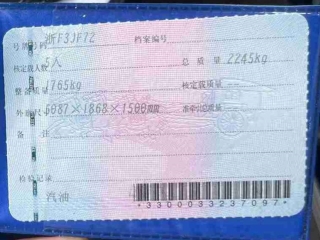 号牌号码 浙FF3JF72 档案编号
核定载人数 5人 总质量 2245kg
整备质量 1765kg 核定载质量 --
外廓尺寸 5087×1868×1500mm 准牵引总质量 --
备注
检验记录
汽油
*3300033237097*